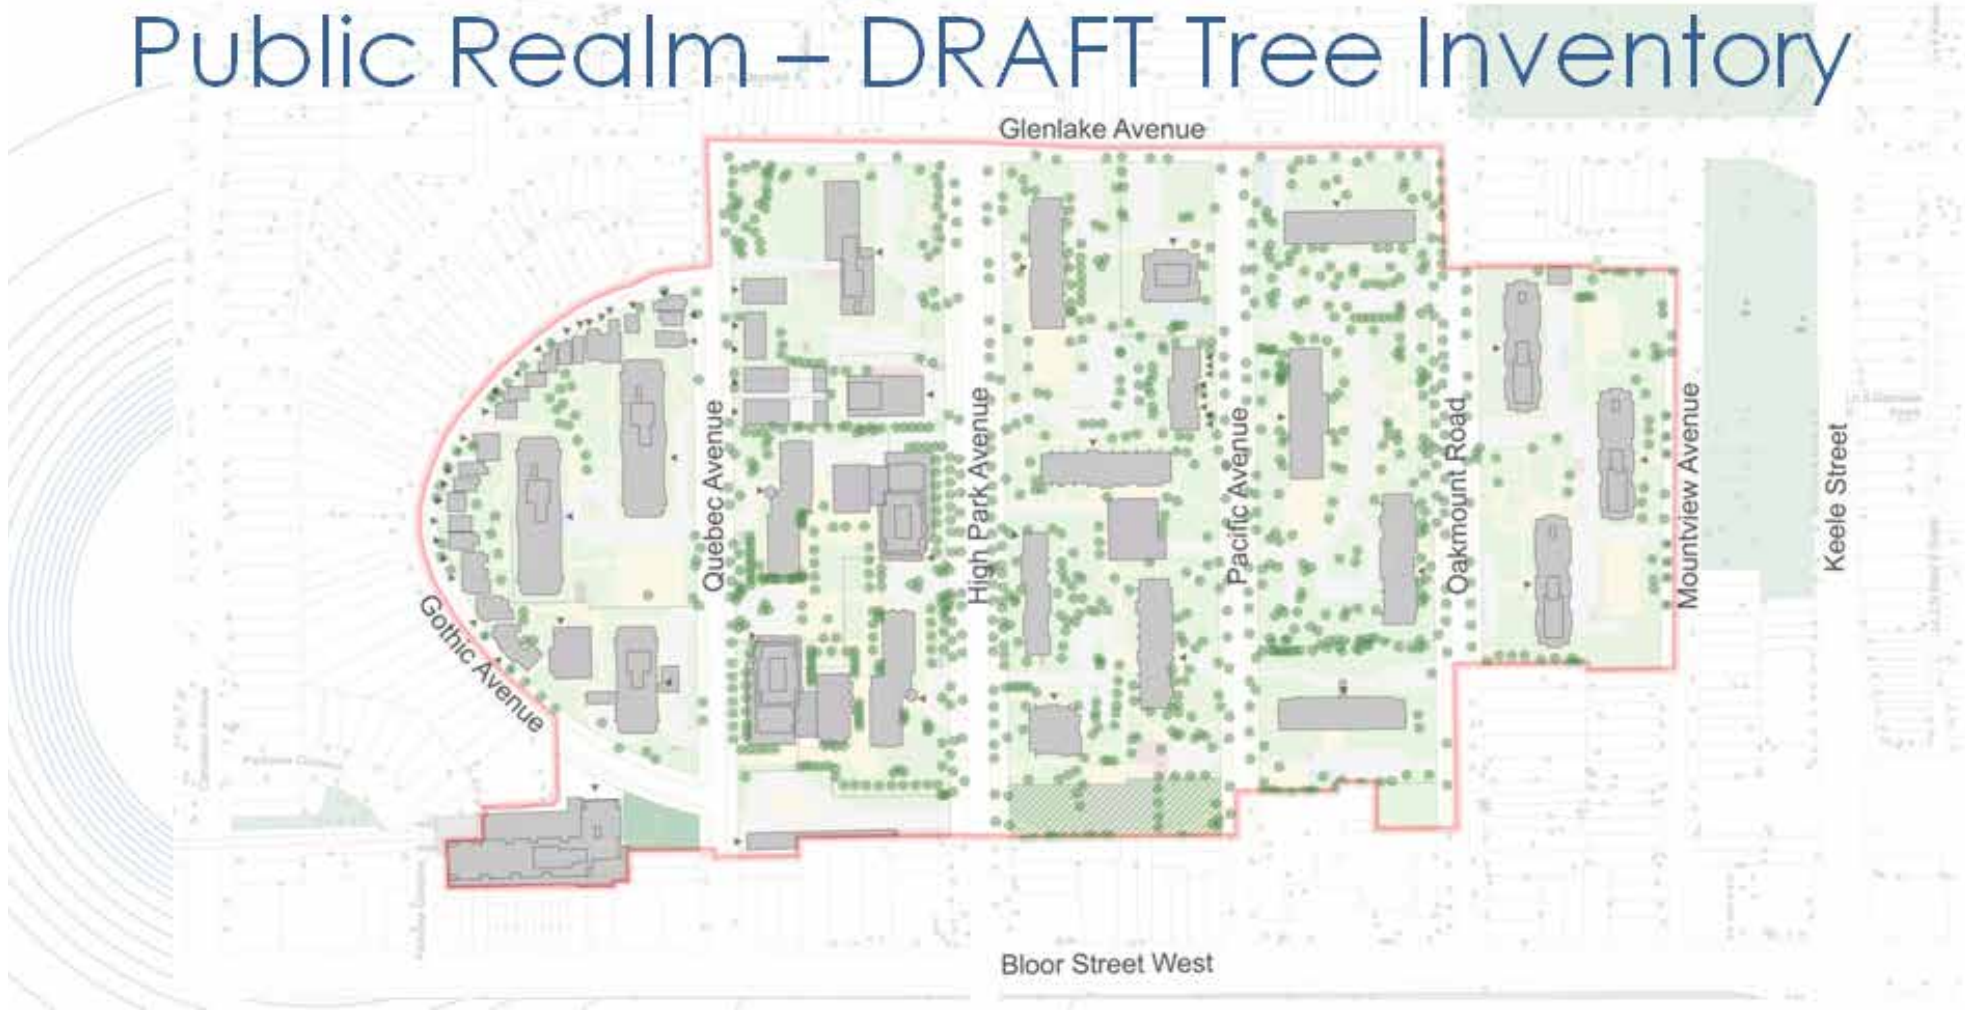 Public Realm – DRAFT Tree Inventory
Glenlake Avenue
Quebec Avenue
High Park Avenue
Pacific Avenue
Oakmount Road
Mountview Avenue
Keele Street
Gothic Avenue
Bloor Street West